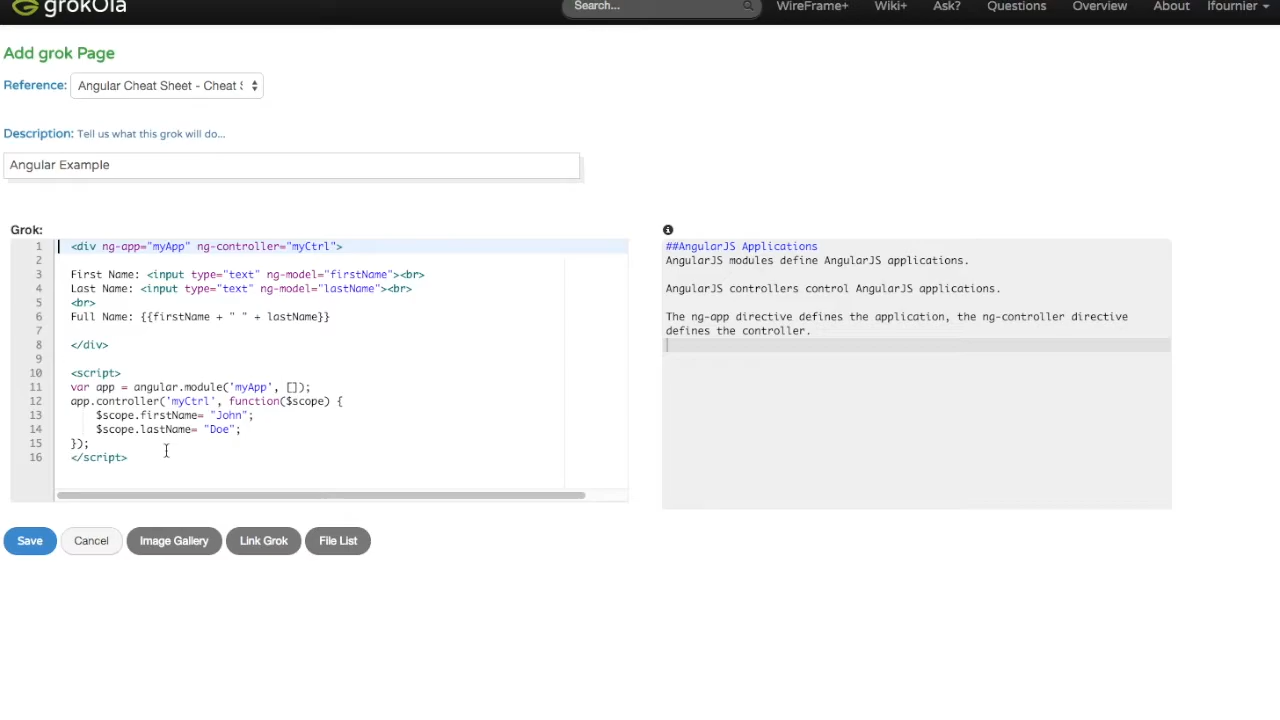 grokOla
Search... WireFrame+ Wiki+ Ask? Questions Overview About lfournier
Add grok Page
Reference: Angular Cheat Sheet - Cheat S
Description: Tell us what this grok will do...
Angular Example
Grok:
1 <div ng-app="myApp" ng-controller="myCtrl">
2
3 First Name: <input type="text" ng-model="firstName"><br>
4 Last Name: <input type="text" ng-model="lastName"><br>
5 <br>
6 Full Name: {{firstName + " " + lastName}}
7
8 </div>
9
10 <script>
11 var app = angular.module('myApp', []);
12 app.controller('myCtrl', function($scope) {
13 $scope.firstName= "John";
14 $scope.lastName= "Doe";
15 });
16 </script>
##AngularJS Applications
AngularJS modules define AngularJS applications.
AngularJS controllers control AngularJS applications.
The ng-app directive defines the application, the ng-controller directive
defines the controller.
Save Cancel Image Gallery Link Grok File List